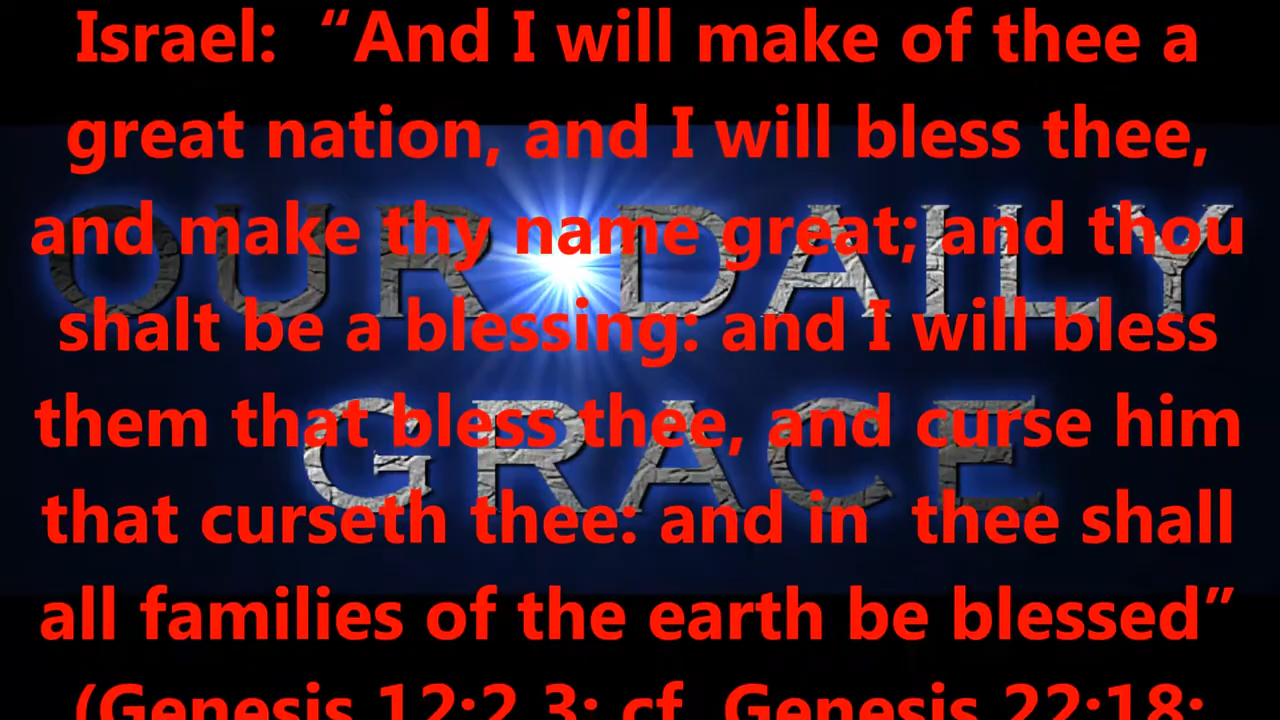 Israel:  “And I will make of thee a
great nation, and I will bless thee,
and make thy name great; and thou
shalt be a blessing: and I will bless
them that bless thee, and curse him
that curseth thee: and in  thee shall
all families of the earth be blessed”
(Genesis 12:2,3; cf. Genesis 22:18;
OUR DAILY
GRACE